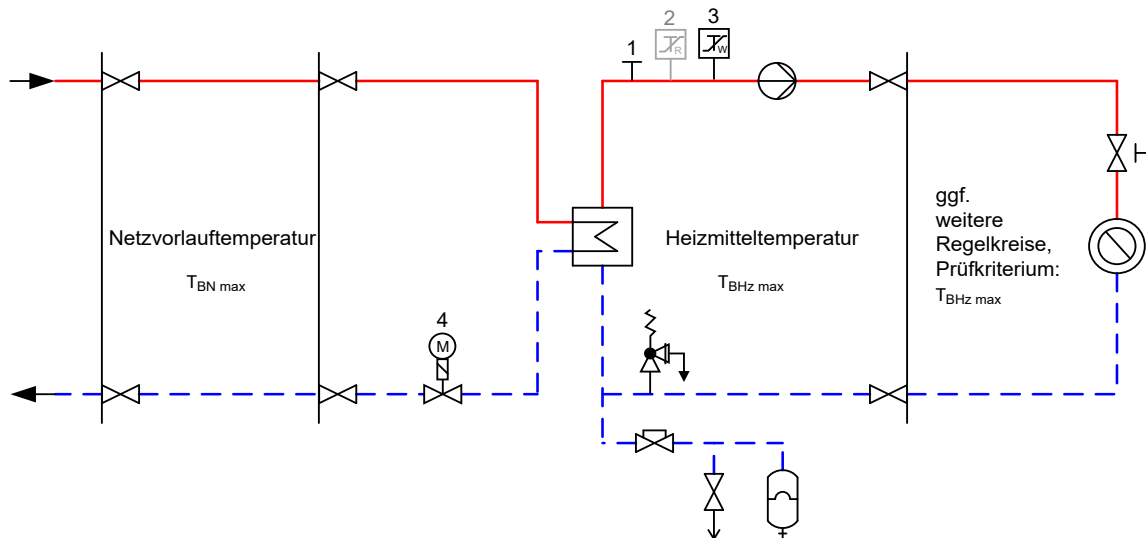 2
3
1
R
W
Netzvorlauftemperatur
T_BN max
Heizmitteltemperatur
T_BHz max
ggf.
weitere
Regelkreise,
Prüfkriterium:
T_BHz max
4
M